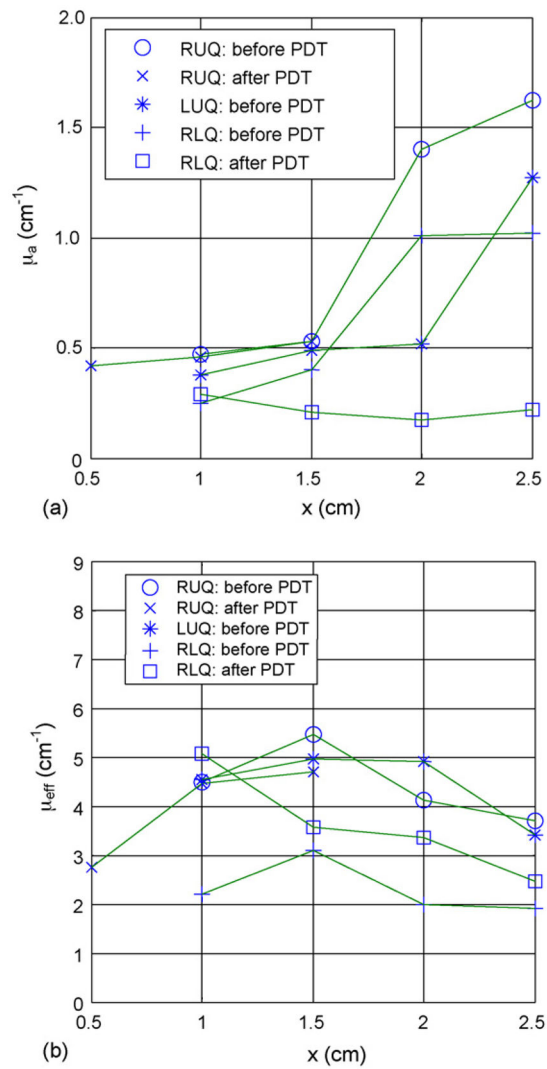 2.0
RUQ: before PDT
RUQ: after PDT
LUQ: before PDT
RLQ: before PDT
RLQ: after PDT
1.5
1.0
0.5
0
μa (cm-1)
0.5 1 1.5 2 2.5
x (cm)
(a)
9
RUQ: before PDT
RUQ: after PDT
LUQ: before PDT
RLQ: before PDT
RLQ: after PDT
8
7
6
5
4
3
2
1
0
μeff (cm-1)
0.5 1 1.5 2 2.5
x (cm)
(b)